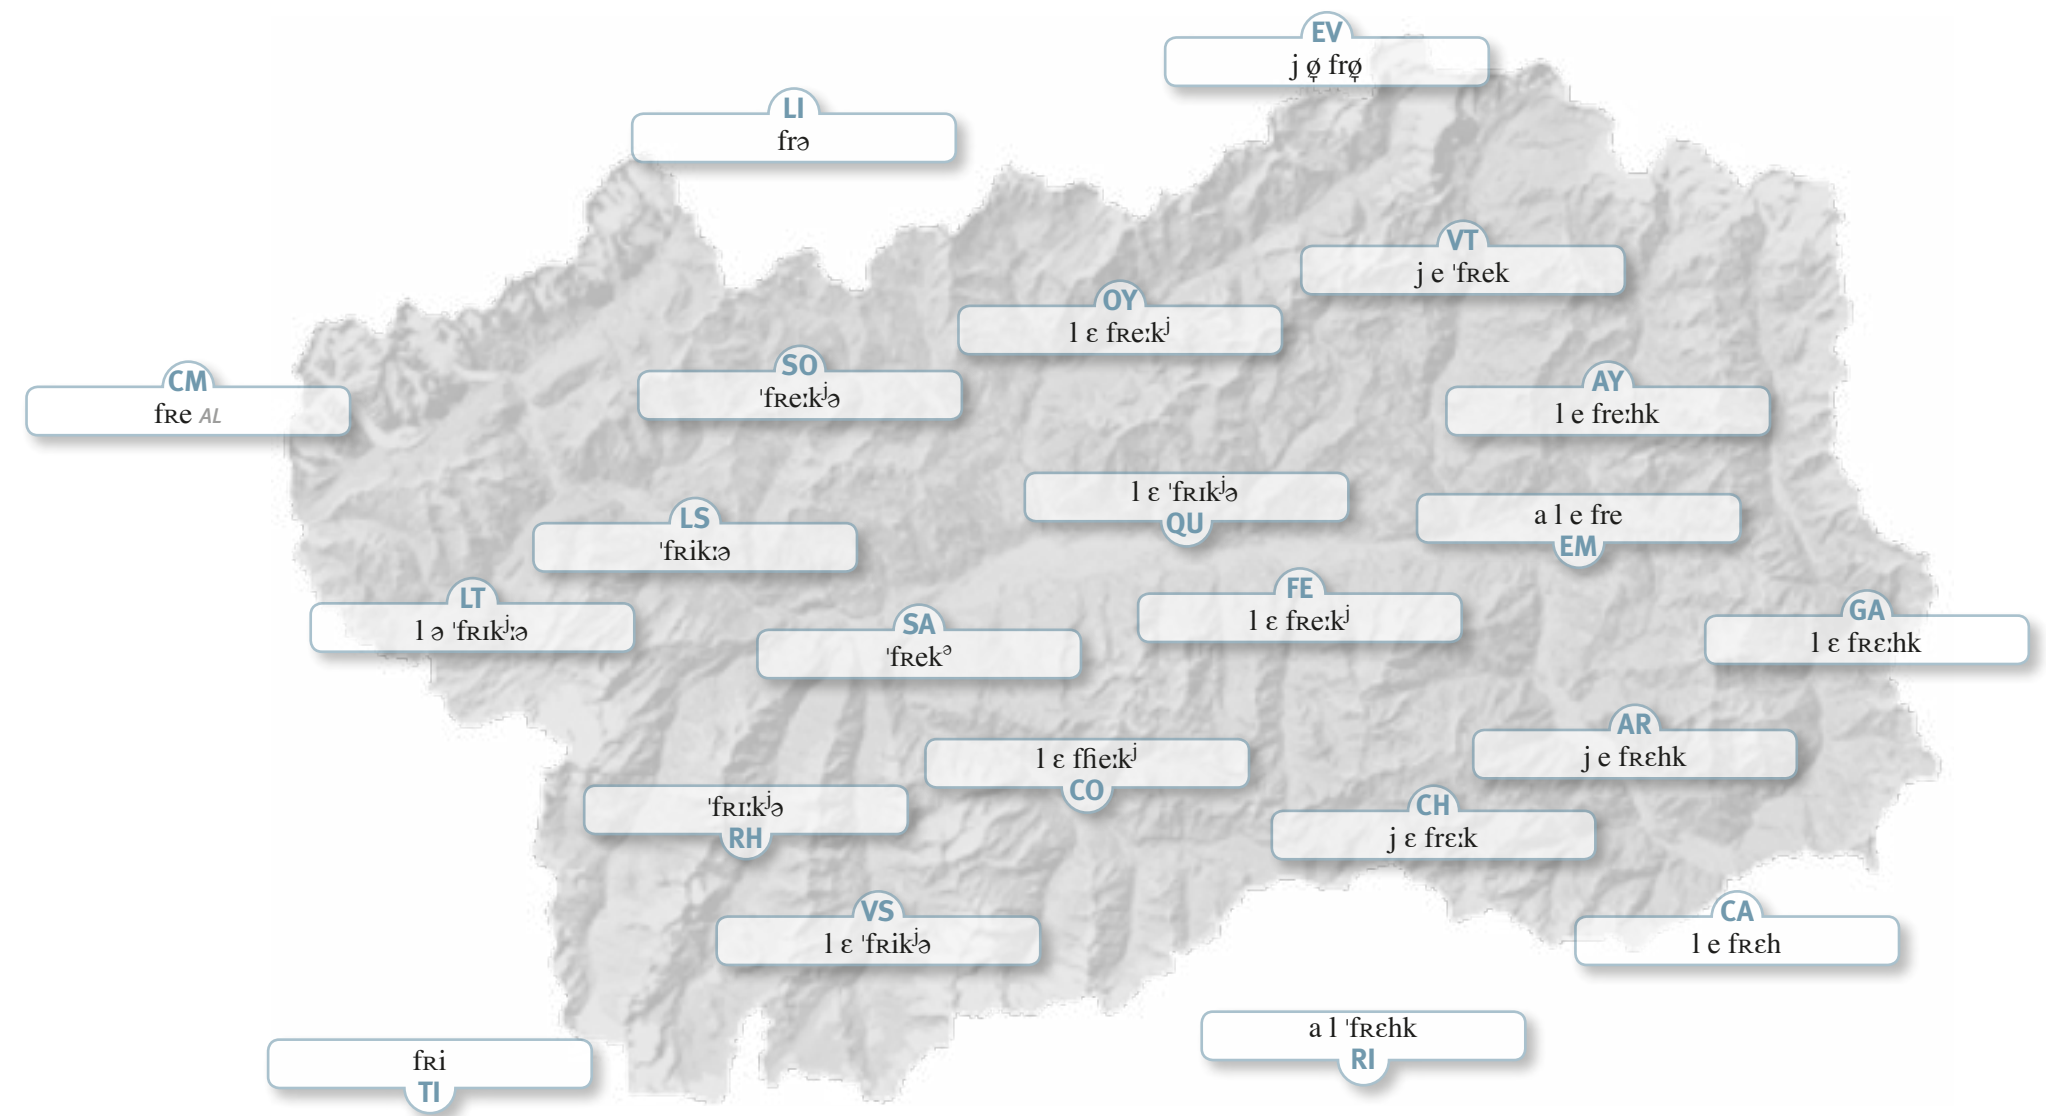 EV
j ø̞ frø̞
LI
frə
VT
j e ˈfʀek
OY
l ɛ fʀeːkʲ
SO
ˈfʀeːkʲə
CM
fʀe AL
AY
l e freːhk
l ɛ ˈfʀɪkʲə
QU
a l e fre
EM
LS
ˈfʀikːə
LT
l ə ˈfʀɪkʲːə
SA
ˈfʀekᵊ
FE
l ɛ fʀeːkʲ
GA
l ɛ fʀɛːhk
AR
j e fʀɛhk
l ɛ fɦeːkʲ
CO
ˈfʀɪːkʲə
RH
CH
j ɛ frɛːk
VS
l ɛ ˈfʀikʲə
CA
l e fʀɛh
a l ˈfʀɛhk
RI
fʀi
TI